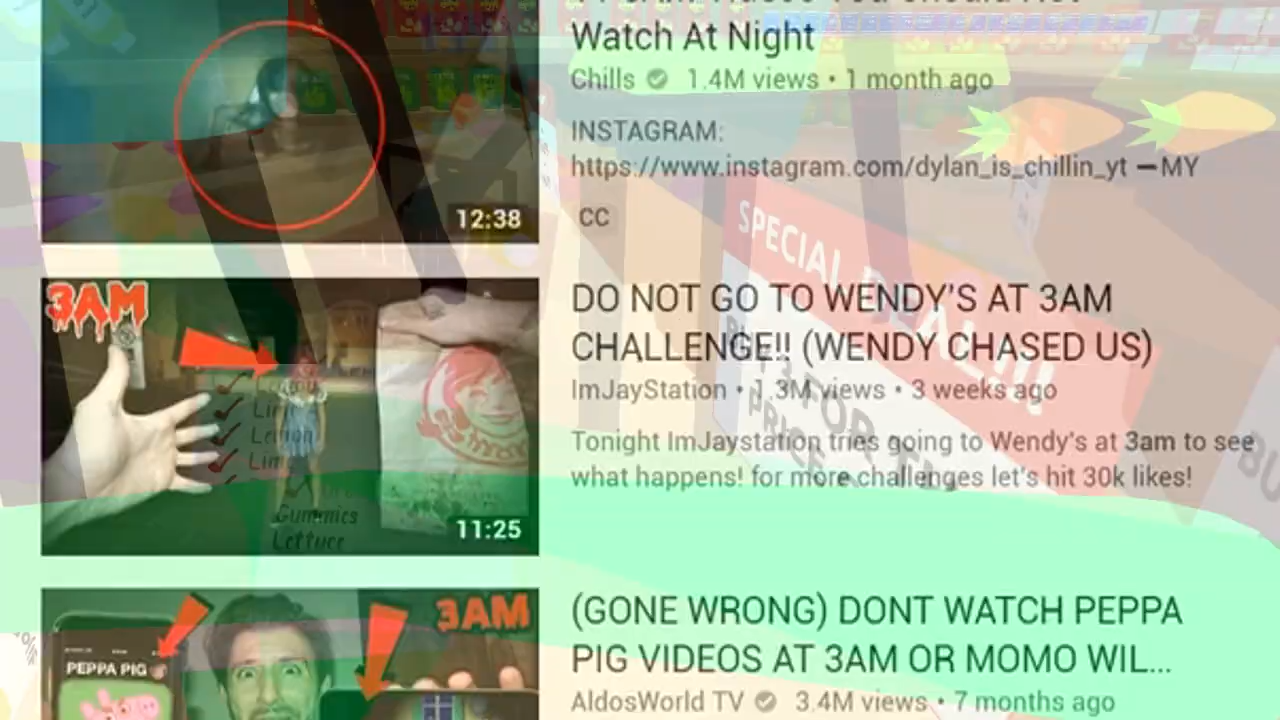 Watch At Night
Chills 1.4M views • 1 month ago
INSTAGRAM:
https://www.instagram.com/dylan_is_chillin_yt ━MY
12:38
CC
SPECIAL DEAL!!!
3AM
DO NOT GO TO WENDY'S AT 3AM
CHALLENGE!! (WENDY CHASED US)
ImJayStation • 1.3M views • 3 weeks ago
Tonight ImJaystation tries going to Wendy's at 3am to see
what happens! for more challenges let's hit 30k likes!
Lemon
Gummies
Lettuce
11:25
3AM
PEPPA PIG
(GONE WRONG) DONT WATCH PEPPA
PIG VIDEOS AT 3AM OR MOMO WIL...
AldosWorld TV 3.4M views • 7 months ago